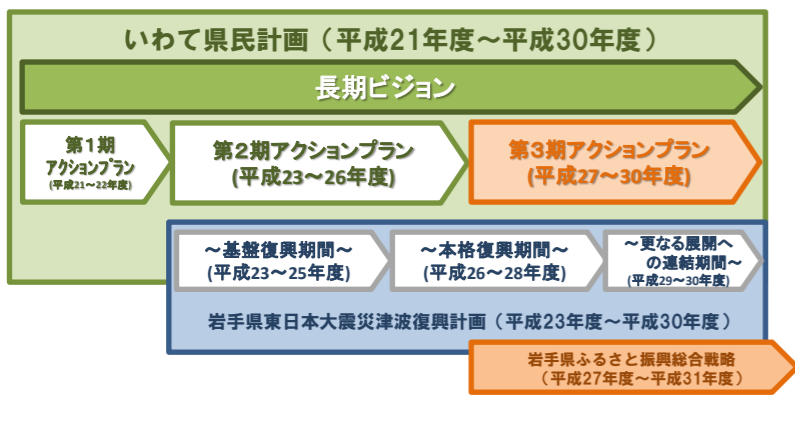 いわて県民計画（平成21年度～平成30年度）
長期ビジョン
第1期
アクションプラン
(平成21～22年度)
第2期アクションプラン
(平成23～26年度)
第3期アクションプラン
(平成27～30年度)
～基盤復興期間～
(平成23～25年度)
～本格復興期間～
(平成26～28年度)
～更なる展開へ
の連結期間～
(平成29～30年度)
岩手県東日本大震災津波復興計画（平成23年度～平成30年度）
岩手県ふるさと振興総合戦略
（平成27年度～平成31年度）